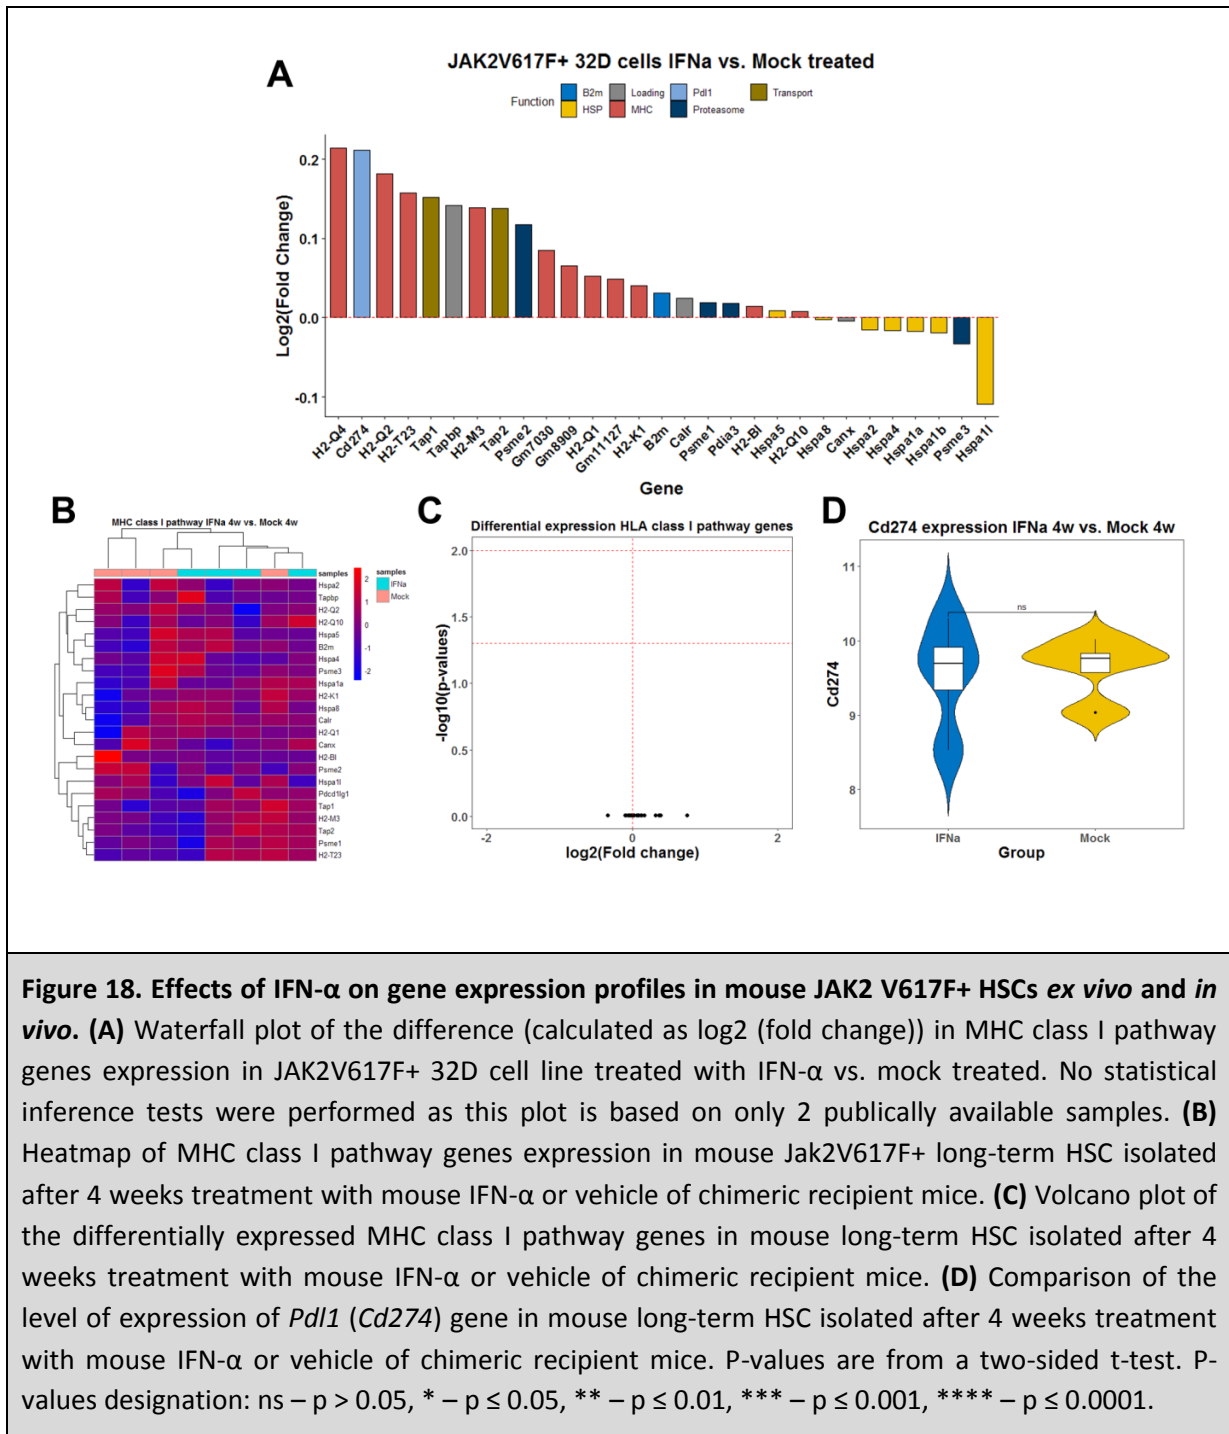 A
JAK2V617F+ 32D cells IFNa vs. Mock treated
Function B2m Loading Pdl1 Transport
HSP MHC Proteasome
Log2(Fold Change)
0.2
0.1
0.0
-0.1
H2-Q4 Cd274 H2-Q2 H2-T23 Tap1 Tapbp H2-M3 Tap2 Psme2 Gm7030 Gm8909 H2-Q1 Gm11127 H2-K1 B2m Calr Psme1 Pdia3 H2-Bl Hspa5 H2-Q10 Hspa8 Canx Hspa2 Hspa4 Hspa1a Hspa1b Psme3 Hspa1l
Gene
B
MHC class I pathway IFNa 4w vs. Mock 4w
samples
Hspa2
Tapbp
H2-Q2
H2-Q10
Hspa5
B2m
Hspa4
Psme3
Hspa1a
H2-K1
Hspa8
Calr
H2-Q1
Canx
H2-Bl
Psme2
Hspa1l
Pdcd1lg1
Tap1
H2-M3
Tap2
Psme1
H2-T23
2
1
0
-1
-2
samples
IFNa
Mock
C
Differential expression HLA class I pathway genes
-log10(p-values)
2.0
1.5
1.0
0.5
0.0
-2 0 2
log2(Fold change)
D
Cd274 expression IFNa 4w vs. Mock 4w
Cd274
11
10
9
8
ns
IFNa Mock
Group
Figure 18. Effects of IFN-α on gene expression profiles in mouse JAK2 V617F+ HSCs ex vivo and in
vivo. (A) Waterfall plot of the difference (calculated as log2 (fold change)) in MHC class I pathway
genes expression in JAK2V617F+ 32D cell line treated with IFN-α vs. mock treated. No statistical
inference tests were performed as this plot is based on only 2 publically available samples. (B)
Heatmap of MHC class I pathway genes expression in mouse Jak2V617F+ long-term HSC isolated
after 4 weeks treatment with mouse IFN-α or vehicle of chimeric recipient mice. (C) Volcano plot of
the differentially expressed MHC class I pathway genes in mouse long-term HSC isolated after 4
weeks treatment with mouse IFN-α or vehicle of chimeric recipient mice. (D) Comparison of the
level of expression of Pdl1 (Cd274) gene in mouse long-term HSC isolated after 4 weeks treatment
with mouse IFN-α or vehicle of chimeric recipient mice. P-values are from a two-sided t-test. P-
values designation: ns – p > 0.05, * – p ≤ 0.05, ** – p ≤ 0.01, *** – p ≤ 0.001, **** – p ≤ 0.0001.